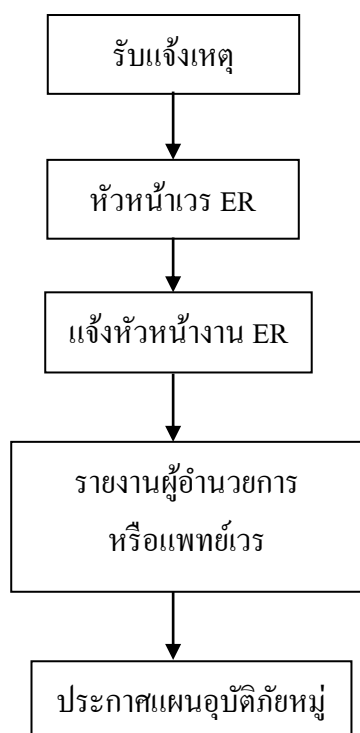 รับแจ้งเหตุ
หัวหน้าเวร ER
แจ้งหัวหน้างาน ER
รายงานผู้อำนวยการ
หรือแพทย์เวร
ประกาศแผนอุบัติภัยหมู่